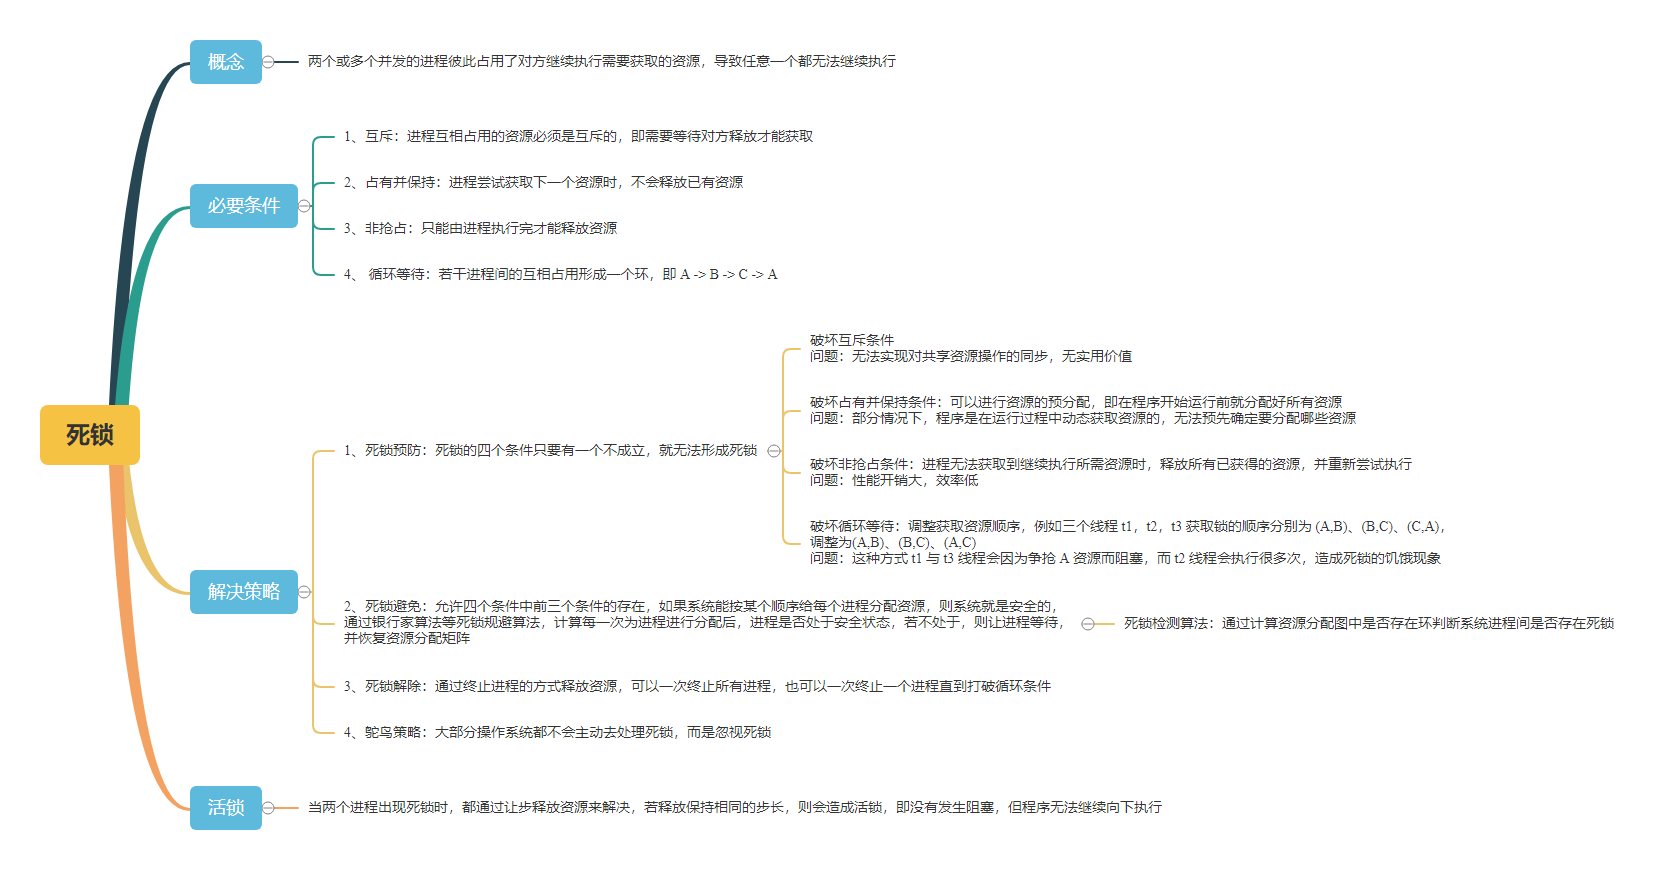 死锁
概念
两个或多个并发的进程彼此占用了对方继续执行需要获取的资源，导致任意一个都无法继续执行
必要条件
1、互斥：进程互相占用的资源必须是互斥的，即需要等待对方释放才能获取
2、占有并保持：进程尝试获取下一个资源时，不会释放已有资源
3、非抢占：只能由进程执行完才能释放资源
4、 循环等待：若干进程间的互相占用形成一个环，即 A -> B -> C -> A
解决策略
1、死锁预防：死锁的四个条件只要有一个不成立，就无法形成死锁
破坏互斥条件
问题：无法实现对共享资源操作的同步，无实用价值
破坏占有并保持条件：可以进行资源的预分配，即在程序开始运行前就分配好所有资源
问题：部分情况下，程序是在运行过程中动态获取资源的，无法预先确定要分配哪些资源
破坏非抢占条件：进程无法获取到继续执行所需资源时，释放所有已获得的资源，并重新尝试执行
问题：性能开销大，效率低
破坏循环等待：调整获取资源顺序，例如三个线程 t1，t2，t3 获取锁的顺序分别为 (A,B)、(B,C)、(C,A)，
调整为(A,B)、(B,C)、(A,C)
问题：这种方式 t1 与 t3 线程会因为争抢 A 资源而阻塞，而 t2 线程会执行很多次，造成死锁的饥饿现象
2、死锁避免：允许四个条件中前三个条件的存在，如果系统能按某个顺序给每个进程分配资源，则系统就是安全的，
通过银行家算法等死锁规避算法，计算每一次为进程进行分配后，进程是否处于安全状态，若不处于，则让进程等待，
并恢复资源分配矩阵
死锁检测算法：通过计算资源分配图中是否存在环判断系统进程间是否存在死锁
3、死锁解除：通过终止进程的方式释放资源，可以一次终止所有进程，也可以一次终止一个进程直到打破循环条件
4、鸵鸟策略：大部分操作系统都不会主动去处理死锁，而是忽视死锁
活锁
当两个进程出现死锁时，都通过让步释放资源来解决，若释放保持相同的步长，则会造成活锁，即没有发生阻塞，但程序无法继续向下执行